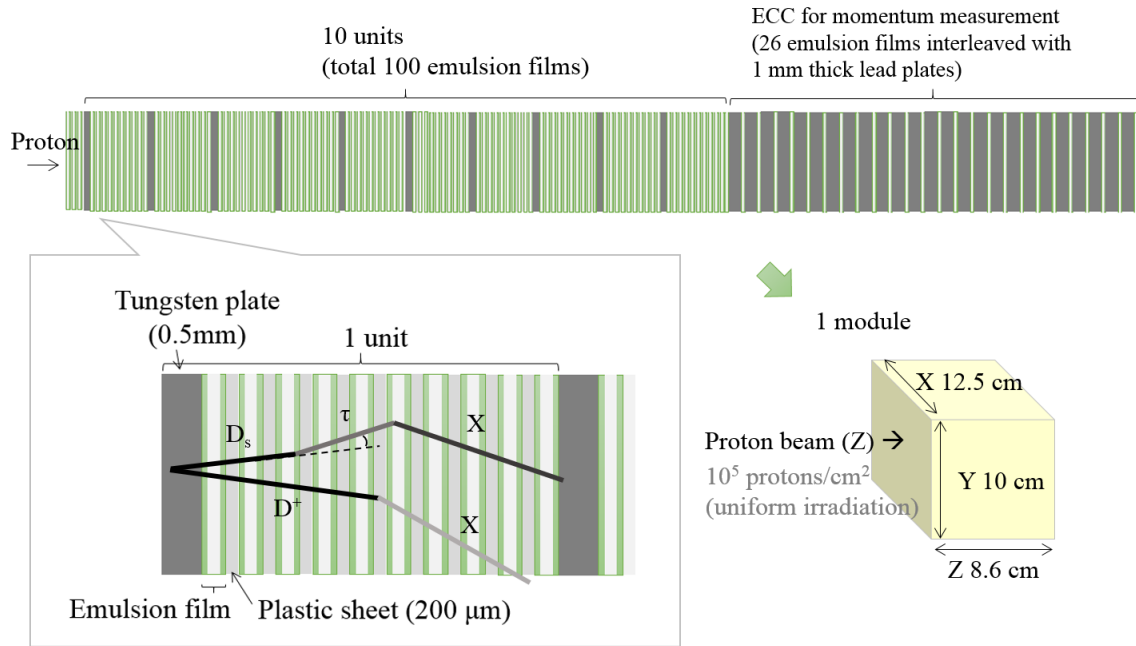 10 units
(total 100 emulsion films)
ECC for momentum measurement
(26 emulsion films interleaved with
1 mm thick lead plates)
Proton
Tungsten plate
(0.5mm)
1 unit
τ
X
Dₛ
D⁺
X
Emulsion film
Plastic sheet (200 μm)
1 module
X 12.5 cm
Proton beam (Z) →
10⁵ protons/cm²
(uniform irradiation)
Y 10 cm
Z 8.6 cm